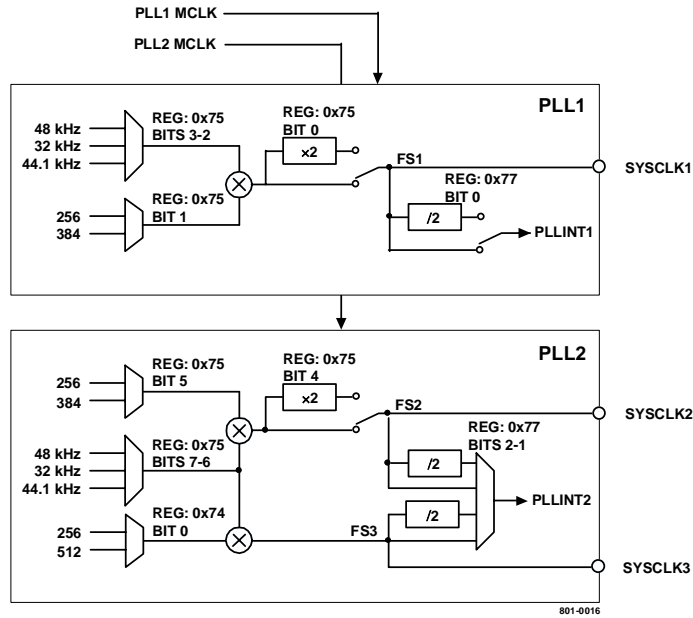 PLL1 MCLK
PLL2 MCLK
PLL1
48 kHz
32 kHz
44.1 kHz
REG: 0x75
BITS 3-2
256
384
REG: 0x75
BIT 1
REG: 0x75
BIT 0
×2
FS1
SYSCLK1
REG: 0x77
BIT 0
/2
PLLINT1
PLL2
256
384
REG: 0x75
BIT 5
REG: 0x75
BIT 4
×2
FS2
SYSCLK2
48 kHz
32 kHz
44.1 kHz
REG: 0x75
BITS 7-6
REG: 0x77
BITS 2-1
/2
PLLINT2
/2
256
512
REG: 0x74
BIT 0
FS3
SYSCLK3
801-0016